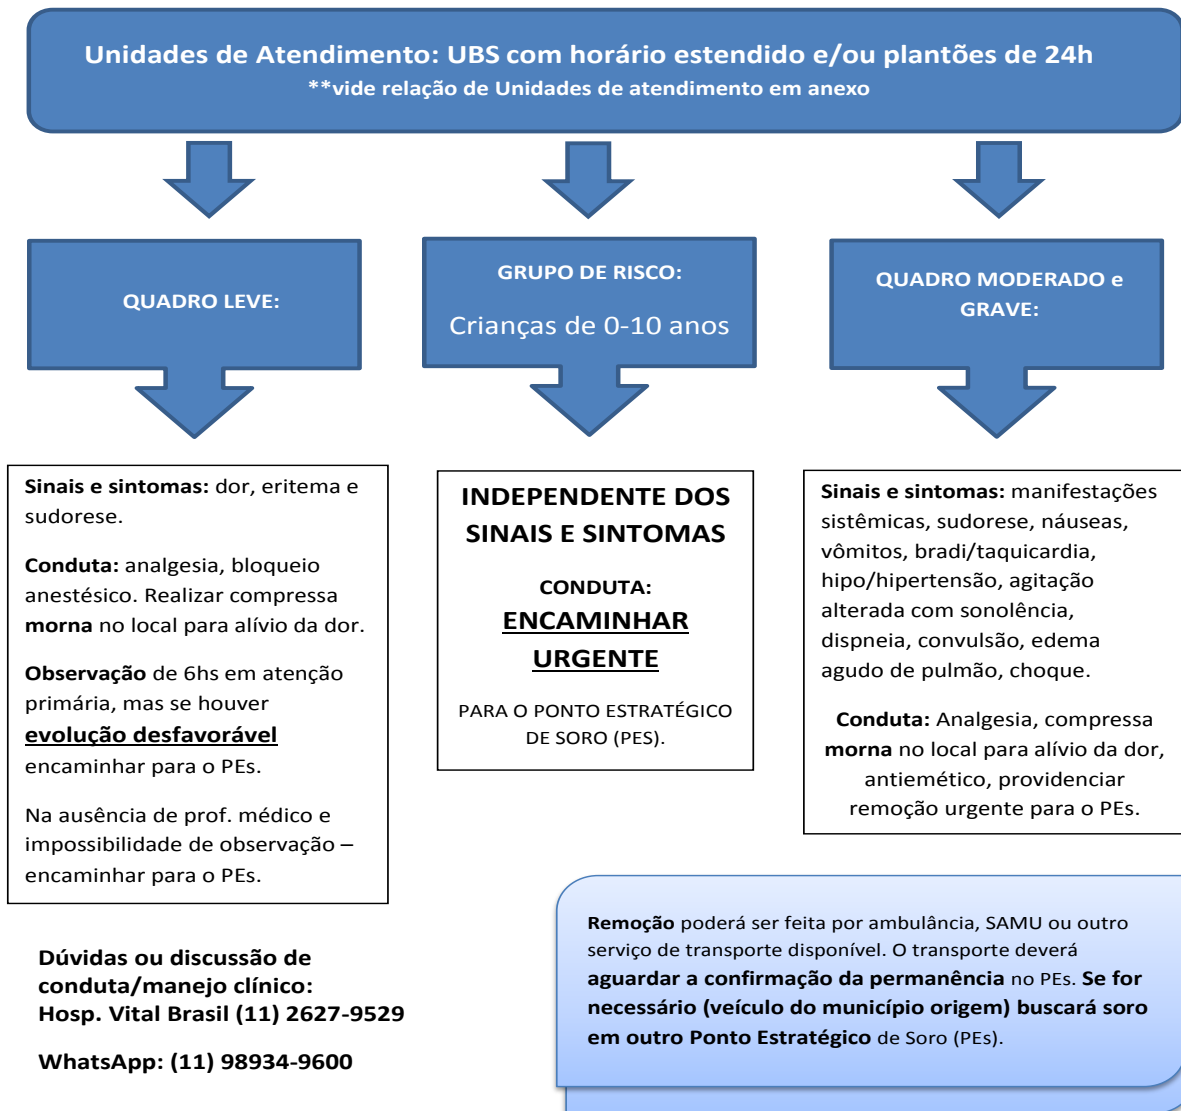 Unidades de Atendimento: UBS com horário estendido e/ou plantões de 24h
**vide relação de Unidades de atendimento em anexo
QUADRO LEVE:
GRUPO DE RISCO:
Crianças de 0-10 anos
QUADRO MODERADO e
GRAVE:
Sinais e sintomas: dor, eritema e
sudorese.
Conduta: analgesia, bloqueio
anestésico. Realizar compressa
morna no local para alívio da dor.
Observação de 6hs em atenção
primária, mas se houver
evolução desfavorável
encaminhar para o PEs.
Na ausência de prof. médico e
impossibilidade de observação –
encaminhar para o PEs.
INDEPENDENTE DOS
SINAIS E SINTOMAS
CONDUTA:
ENCAMINHAR
URGENTE
PARA O PONTO ESTRATÉGICO
DE SORO (PES).
Sinais e sintomas: manifestações
sistêmicas, sudorese, náuseas,
vômitos, bradi/taquicardia,
hipo/hipertensão, agitação
alterada com sonolência,
dispneia, convulsão, edema
agudo de pulmão, choque.
Conduta: Analgesia, compressa
morna no local para alívio da dor,
antiemético, providenciar
remoção urgente para o PEs.
Dúvidas ou discussão de
conduta/manejo clínico:
Hosp. Vital Brasil (11) 2627-9529
WhatsApp: (11) 98934-9600
Remoção poderá ser feita por ambulância, SAMU ou outro
serviço de transporte disponível. O transporte deverá
aguardar a confirmação da permanência no PEs. Se for
necessário (veículo do município origem) buscará soro
em outro Ponto Estratégico de Soro (PEs).